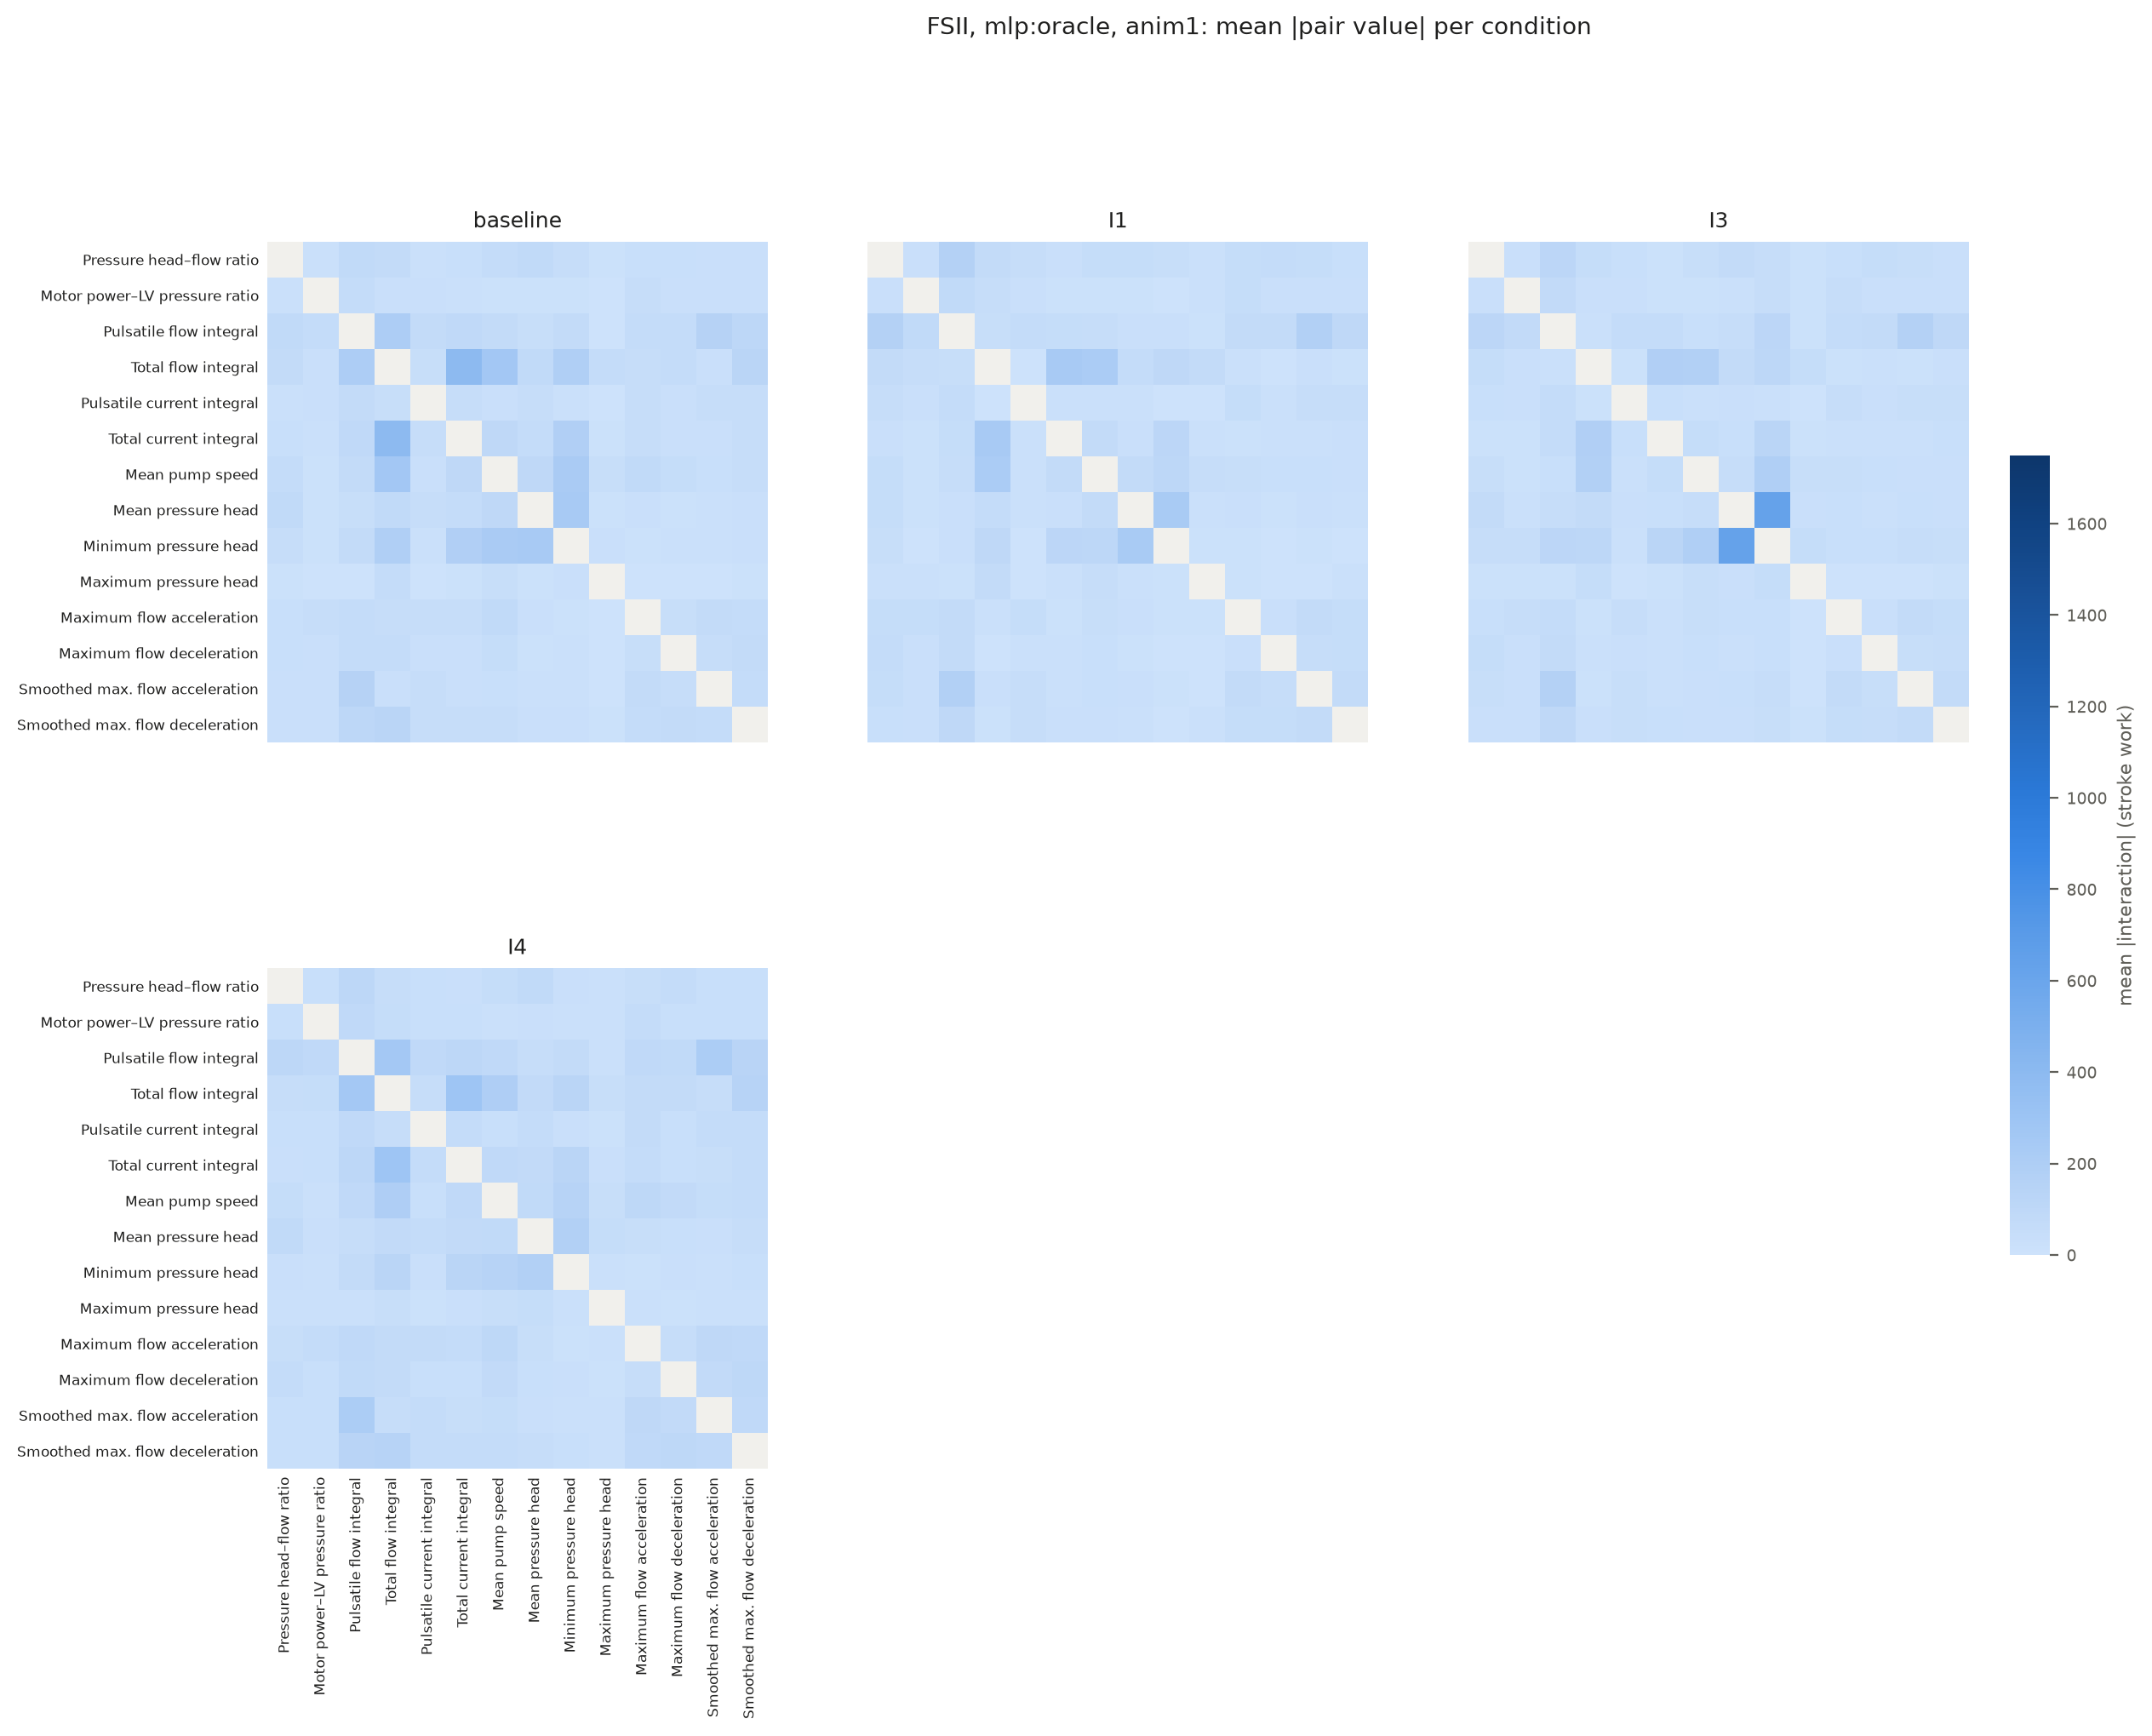 FSII, mlp:oracle, anim1: mean |pair value| per condition
baseline
I1
I3
Pressure head–flow ratio
Motor power–LV pressure ratio
Pulsatile flow integral
Total flow integral
Pulsatile current integral
Total current integral
Mean pump speed
Mean pressure head
Minimum pressure head
Maximum pressure head
Maximum flow acceleration
Maximum flow deceleration
Smoothed max. flow acceleration
Smoothed max. flow deceleration
I4
Pressure head–flow ratio
Motor power–LV pressure ratio
Pulsatile flow integral
Total flow integral
Pulsatile current integral
Total current integral
Mean pump speed
Mean pressure head
Minimum pressure head
Maximum pressure head
Maximum flow acceleration
Maximum flow deceleration
Smoothed max. flow acceleration
Smoothed max. flow deceleration
Pressure head–flow ratio
Motor power–LV pressure ratio
Pulsatile flow integral
Total flow integral
Pulsatile current integral
Total current integral
Mean pump speed
Mean pressure head
Minimum pressure head
Maximum pressure head
Maximum flow acceleration
Maximum flow deceleration
Smoothed max. flow acceleration
Smoothed max. flow deceleration
1600
1400
1200
1000
800
600
400
200
0
mean |interaction| (stroke work)